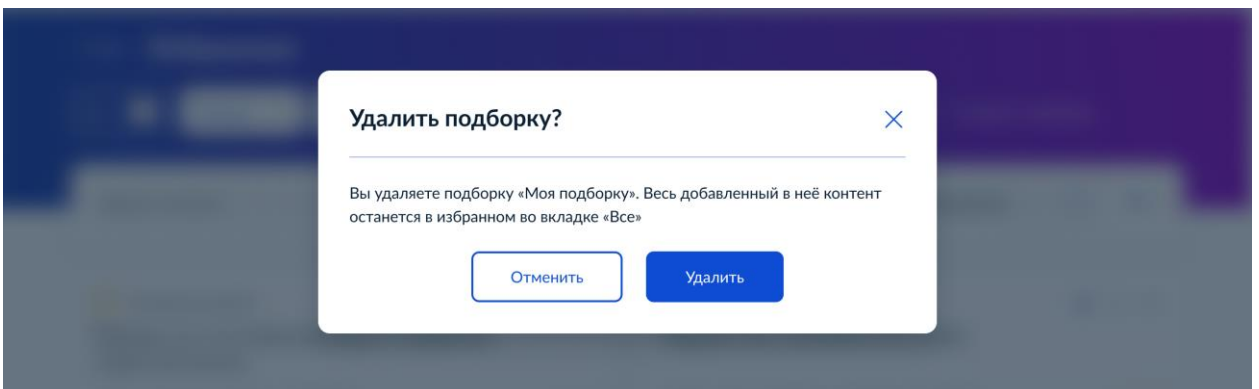 Удалить подборку?
Вы удаляете подборку «Моя подборку». Весь добавленный в неё контент
останется в избранном во вкладке «Все»
Отменить
Удалить